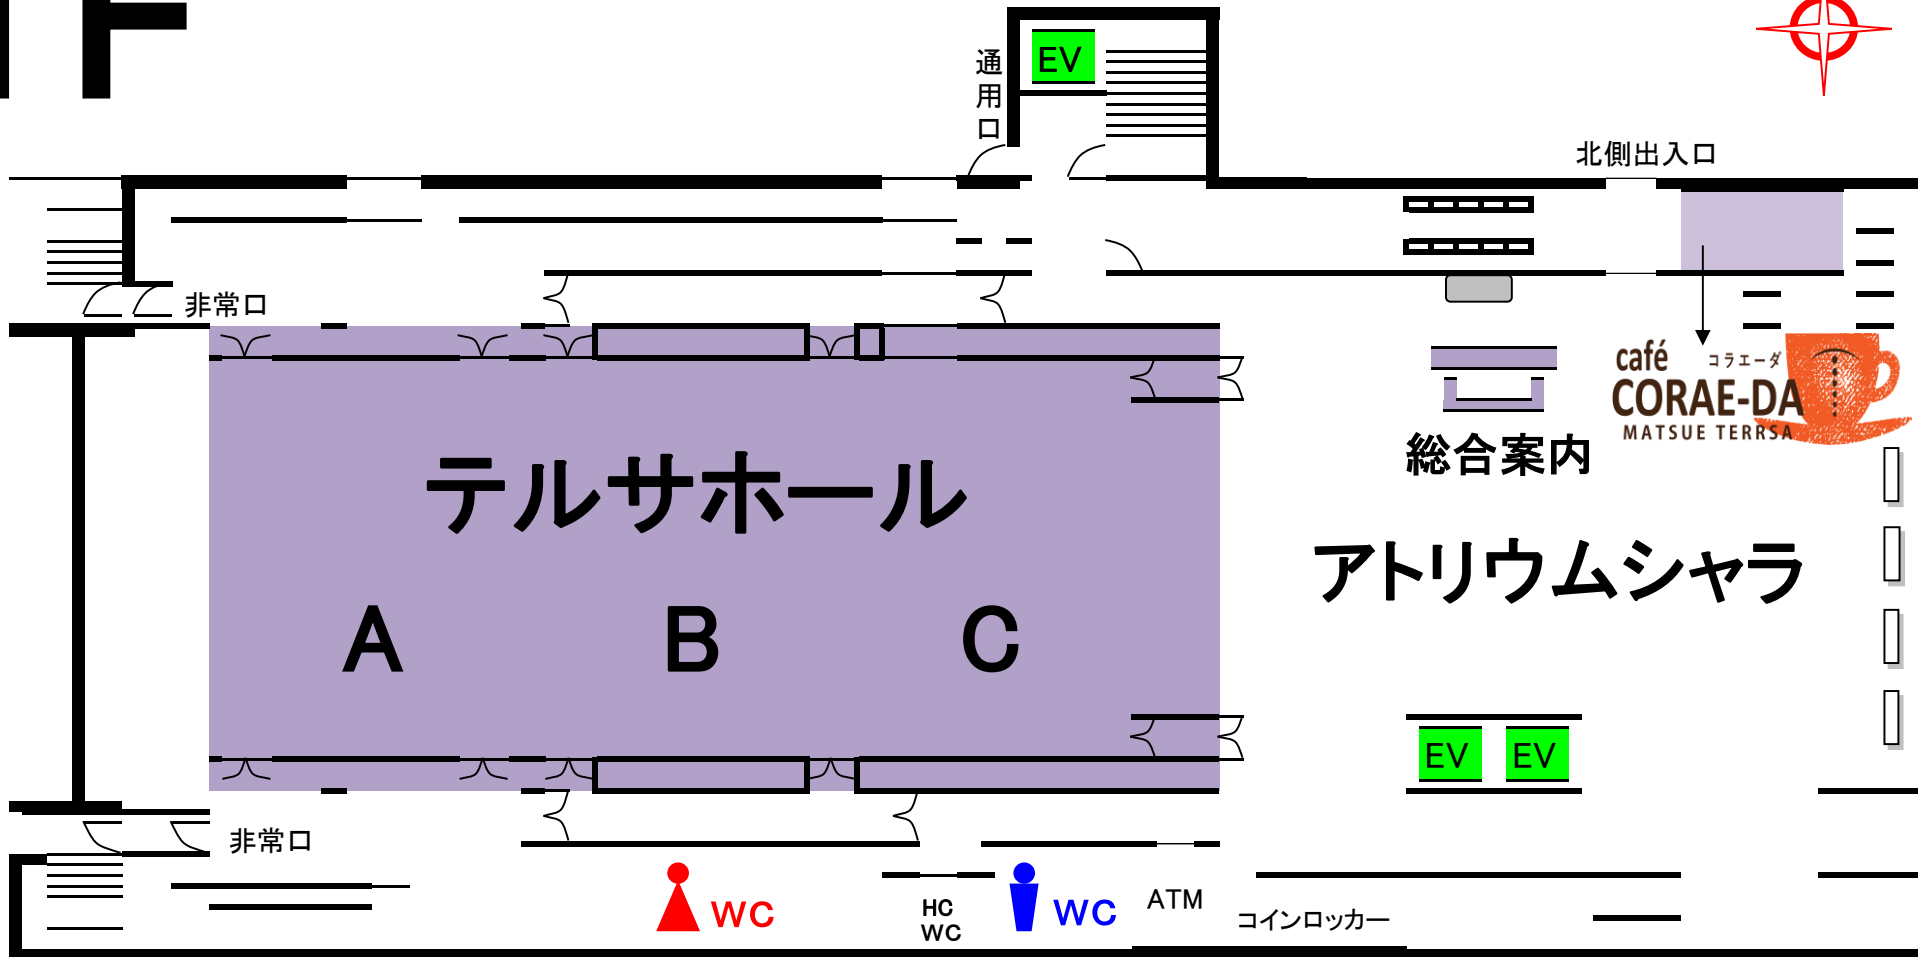 通用口
EV
北側出入口
非常口
café コラエーダ
CORAE-DA
MATSUE TERRSA
総合案内
テルサホール
アトリウムシャラ
A B C
EV EV
非常口
WC
HC
WC
WC
ATM
コインロッカー